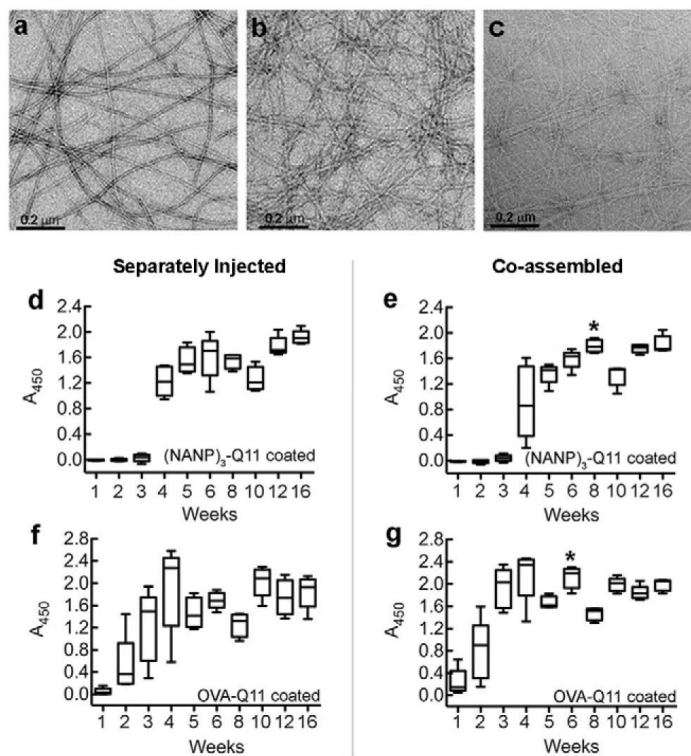 a
b
c
0.2 μm
0.2 μm
0.2 μm
Separately Injected
Co-assembled
d
2.4
2.0
1.6
1.2
0.8
0.4
0.0
A450
(NANP)3-Q11 coated
1 2 3 4 5 6 8 10 12 16
Weeks
e
2.4
2.0
1.6
1.2
0.8
0.4
0.0
A450
*
(NANP)3-Q11 coated
1 2 3 4 5 6 8 10 12 16
Weeks
f
2.8
2.4
2.0
1.6
1.2
0.8
0.4
0.0
A450
OVA-Q11 coated
1 2 3 4 5 6 8 10 12 16
Weeks
g
2.8
2.4
2.0
1.6
1.2
0.8
0.4
0.0
A450
*
OVA-Q11 coated
1 2 3 4 5 6 8 10 12 16
Weeks